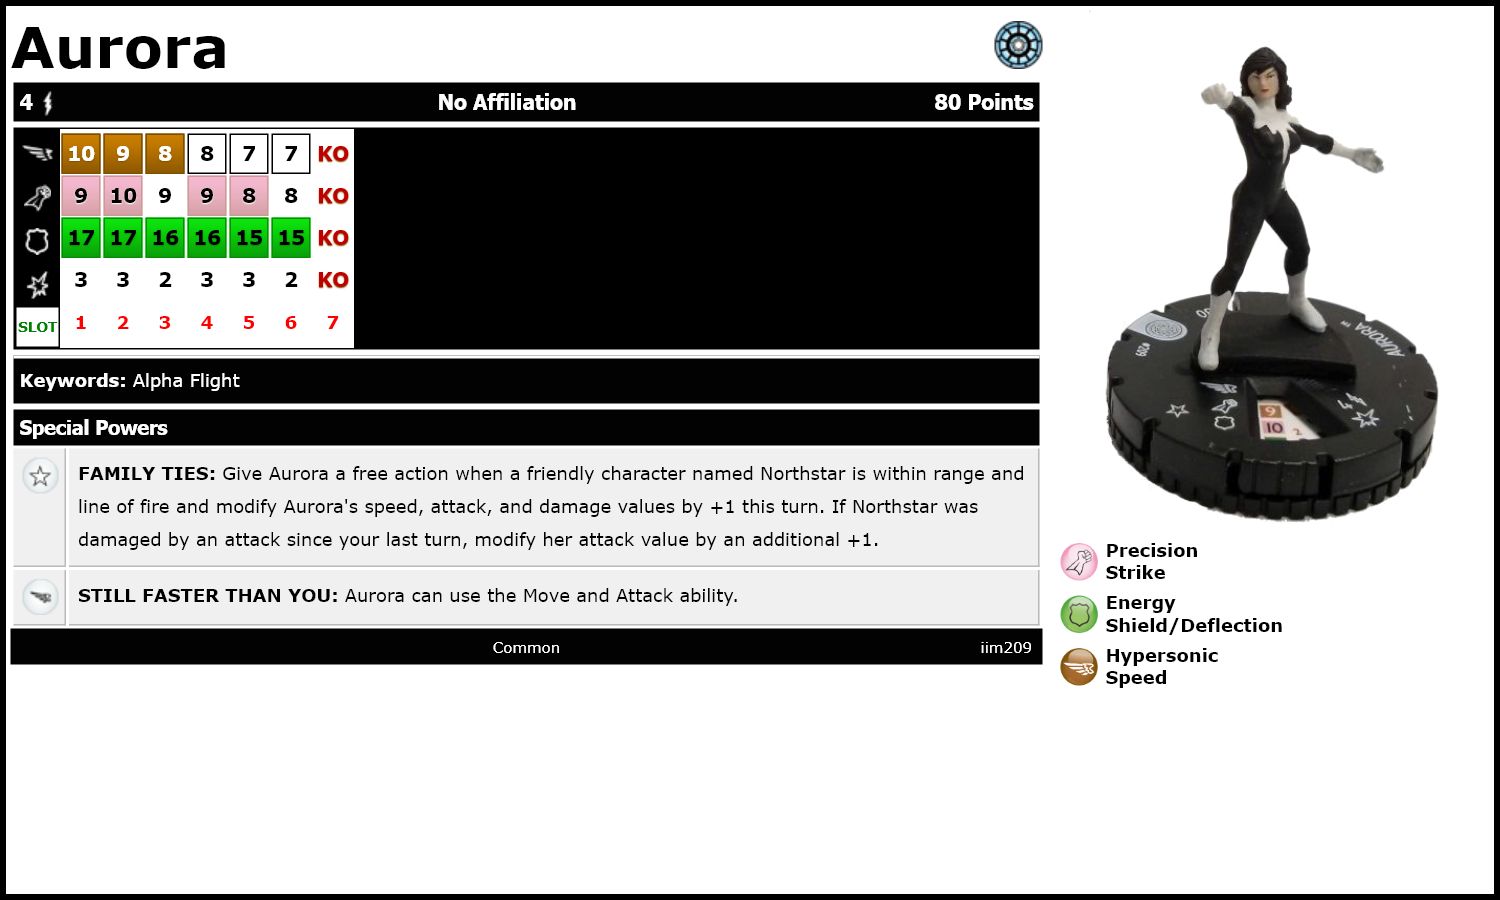 Aurora
4 No Affiliation 80 Points
10 9 8 8 7 7 KO
9 10 9 9 8 8 KO
17 17 16 16 15 15 KO
3 3 2 3 3 2 KO
SLOT 1 2 3 4 5 6 7
Keywords: Alpha Flight
Special Powers
FAMILY TIES: Give Aurora a free action when a friendly character named Northstar is within range and
line of fire and modify Aurora's speed, attack, and damage values by +1 this turn. If Northstar was
damaged by an attack since your last turn, modify her attack value by an additional +1.
STILL FASTER THAN YOU: Aurora can use the Move and Attack ability.
Common iim209
AURORA™
#209
9
10
2
4
Precision
Strike
Energy
Shield/Deflection
Hypersonic
Speed